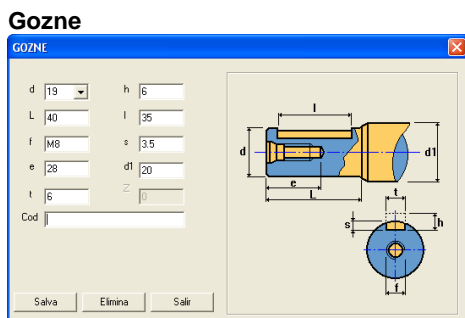 Gozne
GOZNE
d 19 h 6
L 40 l 35
f M8 s 3.5
e 28 d1 20
t 6 Z 0
Cod
Salva Elimina Salir
l
d d1
e
L
t
s h
f